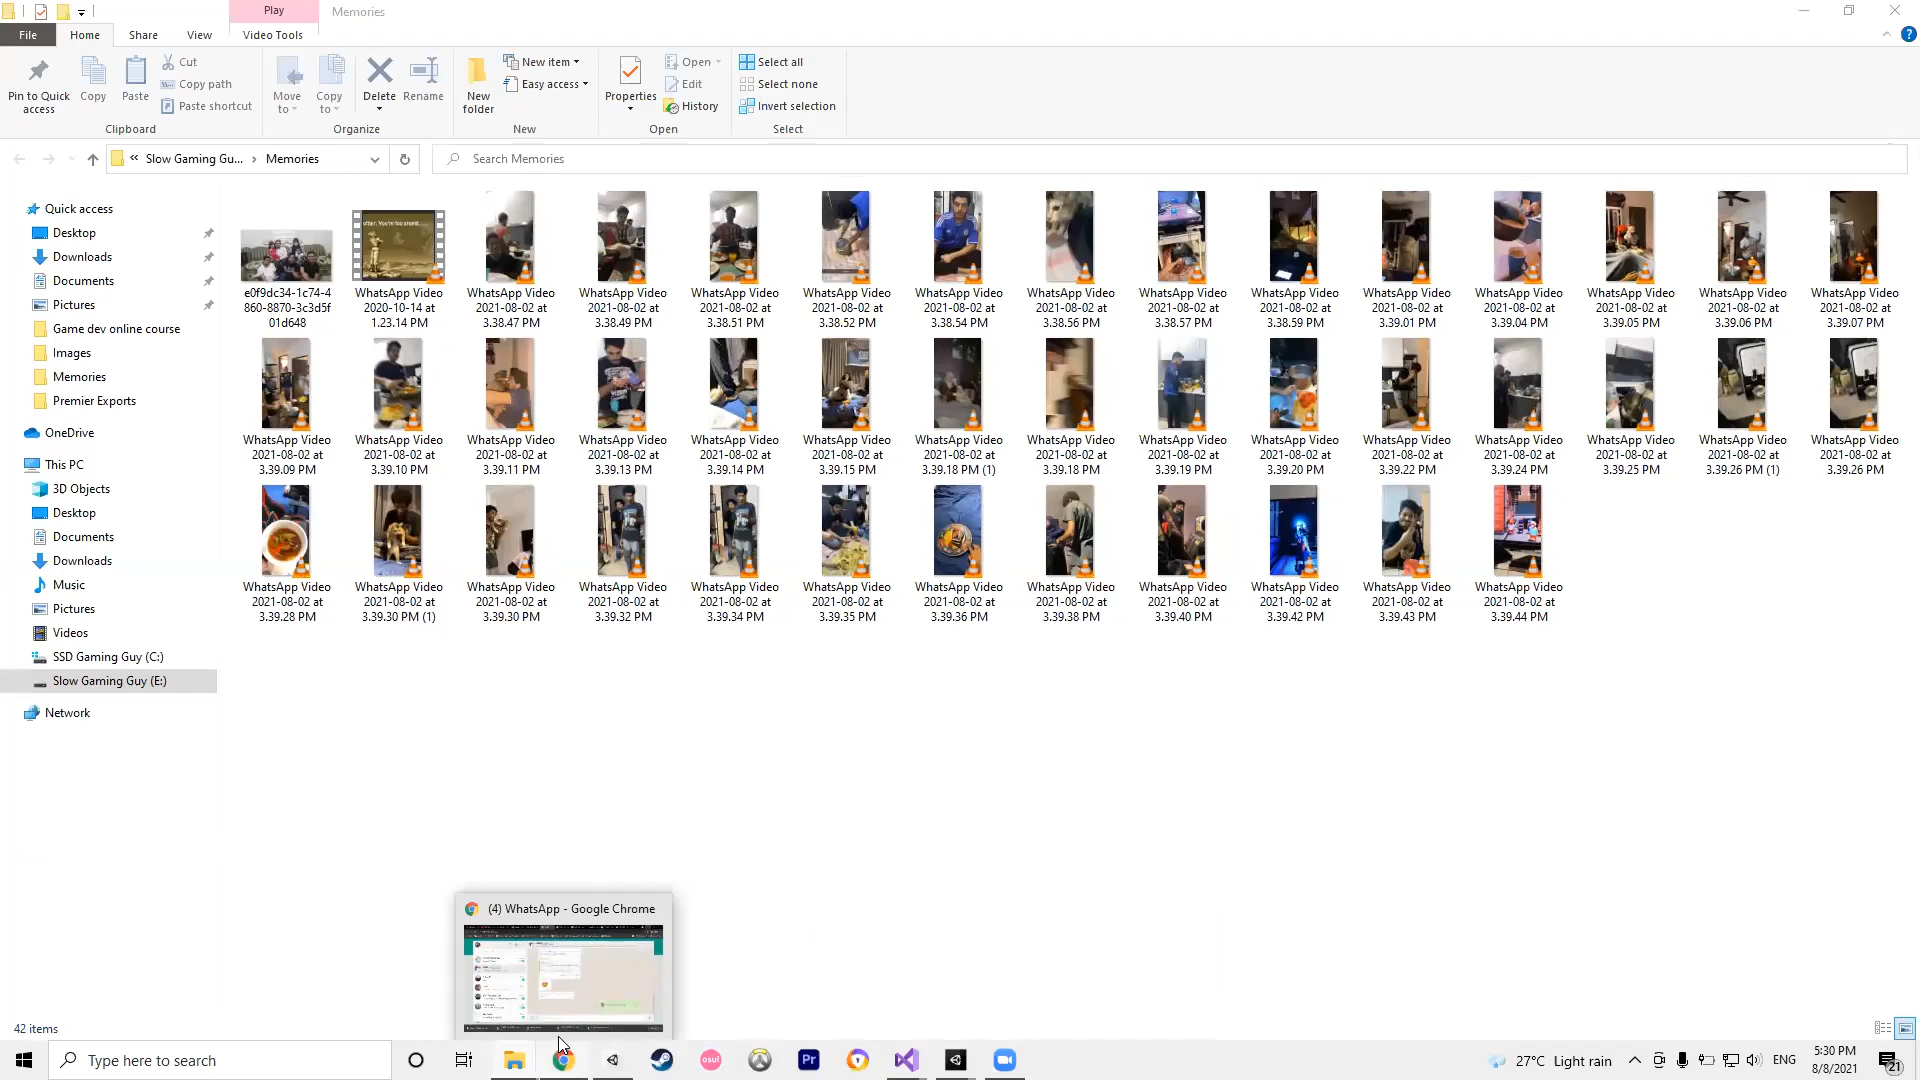 Play
Memories
File
Home
Share
View
Video Tools
Pin to Quick
access
Copy
Paste
Cut
Copy path
Paste shortcut
Clipboard
Move
to
Copy
to
Delete
Rename
Organize
New
folder
New item
Easy access
New
Properties
Open
Edit
History
Open
Select all
Select none
Invert selection
Select
« Slow Gaming Gu... › Memories
Search Memories
Quick access
Desktop
Downloads
Documents
Pictures
Game dev online course
Images
Memories
Premier Exports
OneDrive
This PC
3D Objects
Desktop
Documents
Downloads
Music
Pictures
Videos
SSD Gaming Guy (C:)
Slow Gaming Guy (E:)
Network
e0f9dc34-1c74-4 WhatsApp Video WhatsApp Video WhatsApp Video WhatsApp Video WhatsApp Video WhatsApp Video WhatsApp Video WhatsApp Video WhatsApp Video WhatsApp Video WhatsApp Video WhatsApp Video WhatsApp Video WhatsApp Video
860-8870-3c3d5f 2020-10-14 at 2021-08-02 at 2021-08-02 at 2021-08-02 at 2021-08-02 at 2021-08-02 at 2021-08-02 at 2021-08-02 at 2021-08-02 at 2021-08-02 at 2021-08-02 at 2021-08-02 at 2021-08-02 at 2021-08-02 at
01d648 1.23.14 PM 3.38.47 PM 3.38.49 PM 3.38.51 PM 3.38.52 PM 3.38.54 PM 3.38.56 PM 3.38.57 PM 3.38.59 PM 3.39.01 PM 3.39.04 PM 3.39.05 PM 3.39.06 PM 3.39.07 PM
WhatsApp Video WhatsApp Video WhatsApp Video WhatsApp Video WhatsApp Video WhatsApp Video WhatsApp Video WhatsApp Video WhatsApp Video WhatsApp Video WhatsApp Video WhatsApp Video WhatsApp Video WhatsApp Video WhatsApp Video
2021-08-02 at 2021-08-02 at 2021-08-02 at 2021-08-02 at 2021-08-02 at 2021-08-02 at 2021-08-02 at 2021-08-02 at 2021-08-02 at 2021-08-02 at 2021-08-02 at 2021-08-02 at 2021-08-02 at 2021-08-02 at 2021-08-02 at
3.39.09 PM 3.39.10 PM 3.39.11 PM 3.39.13 PM 3.39.14 PM 3.39.15 PM 3.39.18 PM (1) 3.39.18 PM 3.39.19 PM 3.39.20 PM 3.39.22 PM 3.39.24 PM 3.39.25 PM 3.39.26 PM (1) 3.39.26 PM
WhatsApp Video WhatsApp Video WhatsApp Video WhatsApp Video WhatsApp Video WhatsApp Video WhatsApp Video WhatsApp Video WhatsApp Video WhatsApp Video WhatsApp Video WhatsApp Video
2021-08-02 at 2021-08-02 at 2021-08-02 at 2021-08-02 at 2021-08-02 at 2021-08-02 at 2021-08-02 at 2021-08-02 at 2021-08-02 at 2021-08-02 at 2021-08-02 at 2021-08-02 at
3.39.28 PM 3.39.30 PM (1) 3.39.30 PM 3.39.32 PM 3.39.34 PM 3.39.35 PM 3.39.36 PM 3.39.38 PM 3.39.40 PM 3.39.42 PM 3.39.43 PM 3.39.44 PM
(4) WhatsApp - Google Chrome
42 items
Type here to search
osu!
Pr
27°C Light rain
ENG
5:30 PM
8/8/2021
21